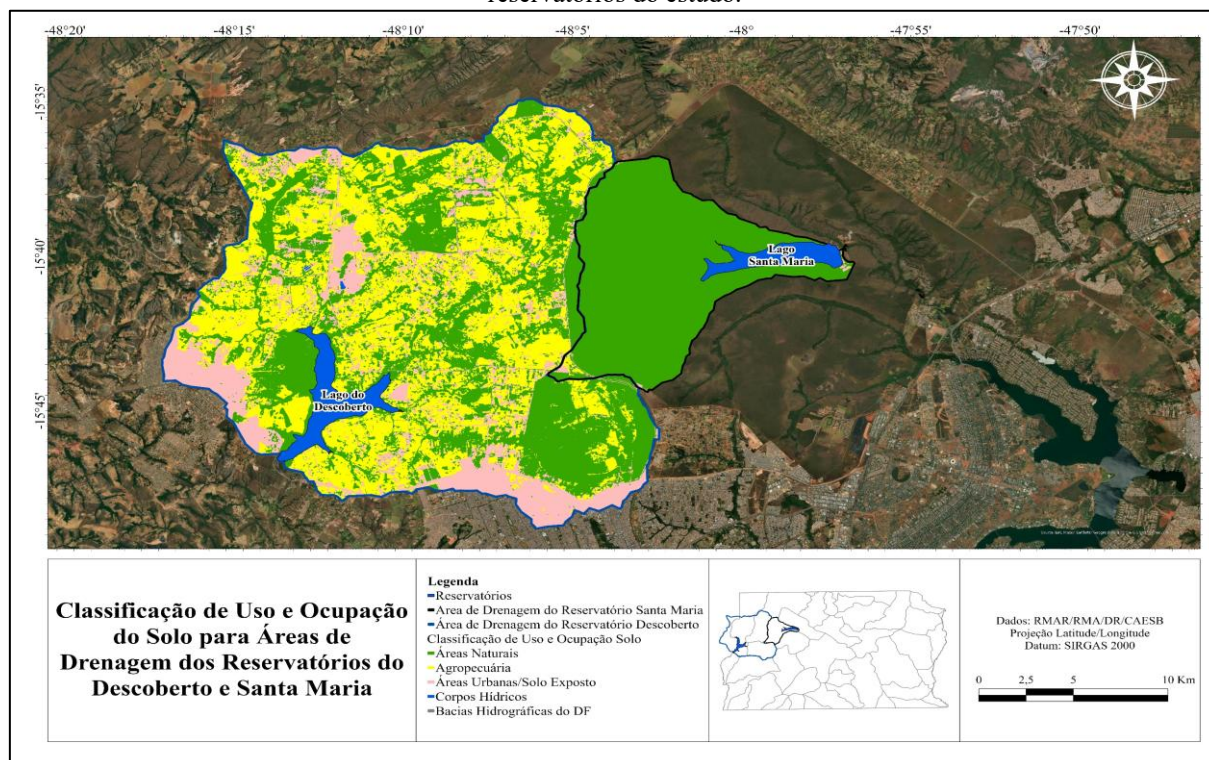 reservatórios do estado.
-48°20' -48°15' -48°10' -48°5' -48° -47°55' -47°50'
-15°35'
-15°40'
-15°45'
Lago
Santa Maria
Lago do
Descoberto
Classificação de Uso e Ocupação
do Solo para Áreas de
Drenagem dos Reservatórios do
Descoberto e Santa Maria
Legenda
Reservatórios
Área de Drenagem do Reservatório Santa Maria
Área de Drenagem do Reservatório Descoberto
Classificação de Uso e Ocupação Solo
Áreas Naturais
Agropecuária
Áreas Urbanas/Solo Exposto
Corpos Hídricos
Bacias Hidrográficas do DF
Dados: RMAR/RMA/DR/CAESB
Projeção Latitude/Longitude
Datum: SIRGAS 2000
0 2,5 5 10 Km